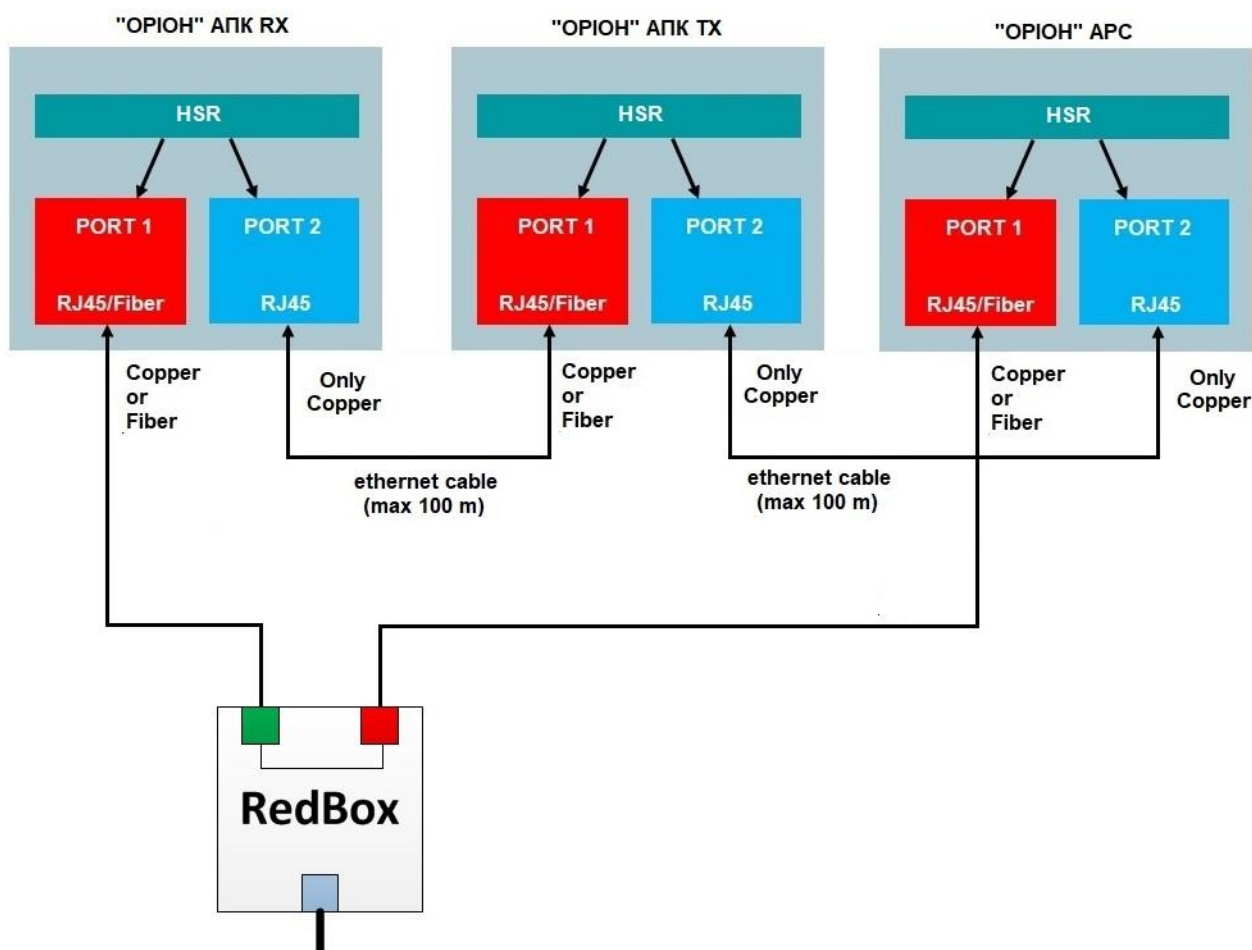 "ОРІОН" АПК RX
"ОРІОН" АПК TX
"ОРІОН" АРС
HSR
HSR
HSR
PORT 1
PORT 2
PORT 1
PORT 2
PORT 1
PORT 2
RJ45/Fiber
RJ45
RJ45/Fiber
RJ45
RJ45/Fiber
RJ45
Copper
or
Fiber
Only
Copper
Copper
or
Fiber
Only
Copper
Copper
or
Fiber
Only
Copper
ethernet cable
(max 100 m)
ethernet cable
(max 100 m)
RedBox